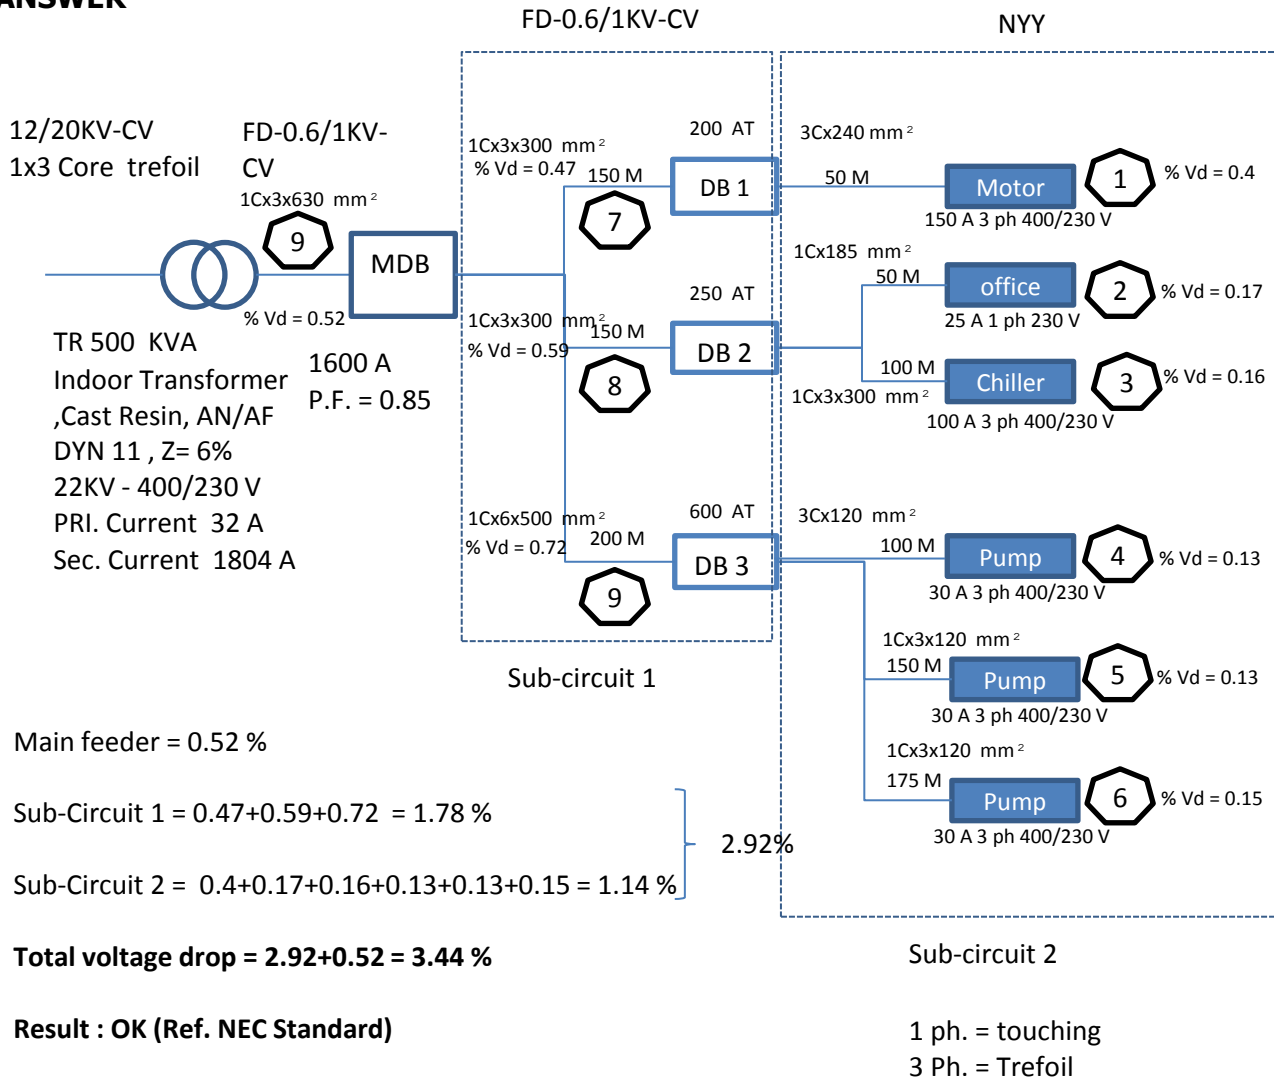 ANSWER
FD-0.6/1KV-CV
NYY
12/20KV-CV
1x3 Core trefoil
FD-0.6/1KV-
CV
1Cx3x630 mm²
9
MDB
% Vd = 0.52
1600 A
P.F. = 0.85
TR 500 KVA
Indoor Transformer
,Cast Resin, AN/AF
DYN 11 , Z= 6%
22KV - 400/230 V
PRI. Current 32 A
Sec. Current 1804 A
1Cx3x300 mm²
% Vd = 0.47
150 M
7
200 AT
DB 1
1Cx3x300 mm²
% Vd = 0.59
150 M
8
250 AT
DB 2
1Cx6x500 mm²
% Vd = 0.72
200 M
9
600 AT
DB 3
Sub-circuit 1
3Cx240 mm²
50 M
Motor
1
% Vd = 0.4
150 A 3 ph 400/230 V
1Cx185 mm²
50 M
office
2
% Vd = 0.17
25 A 1 ph 230 V
100 M
1Cx3x300 mm²
Chiller
3
% Vd = 0.16
100 A 3 ph 400/230 V
3Cx120 mm²
100 M
Pump
4
% Vd = 0.13
30 A 3 ph 400/230 V
1Cx3x120 mm²
150 M
Pump
5
% Vd = 0.13
30 A 3 ph 400/230 V
1Cx3x120 mm²
175 M
Pump
6
% Vd = 0.15
30 A 3 ph 400/230 V
Main feeder = 0.52 %
Sub-Circuit 1 = 0.47+0.59+0.72 = 1.78 %
2.92%
Sub-Circuit 2 = 0.4+0.17+0.16+0.13+0.13+0.15 = 1.14 %
Total voltage drop = 2.92+0.52 = 3.44 %
Result : OK (Ref. NEC Standard)
Sub-circuit 2
1 ph. = touching
3 Ph. = Trefoil